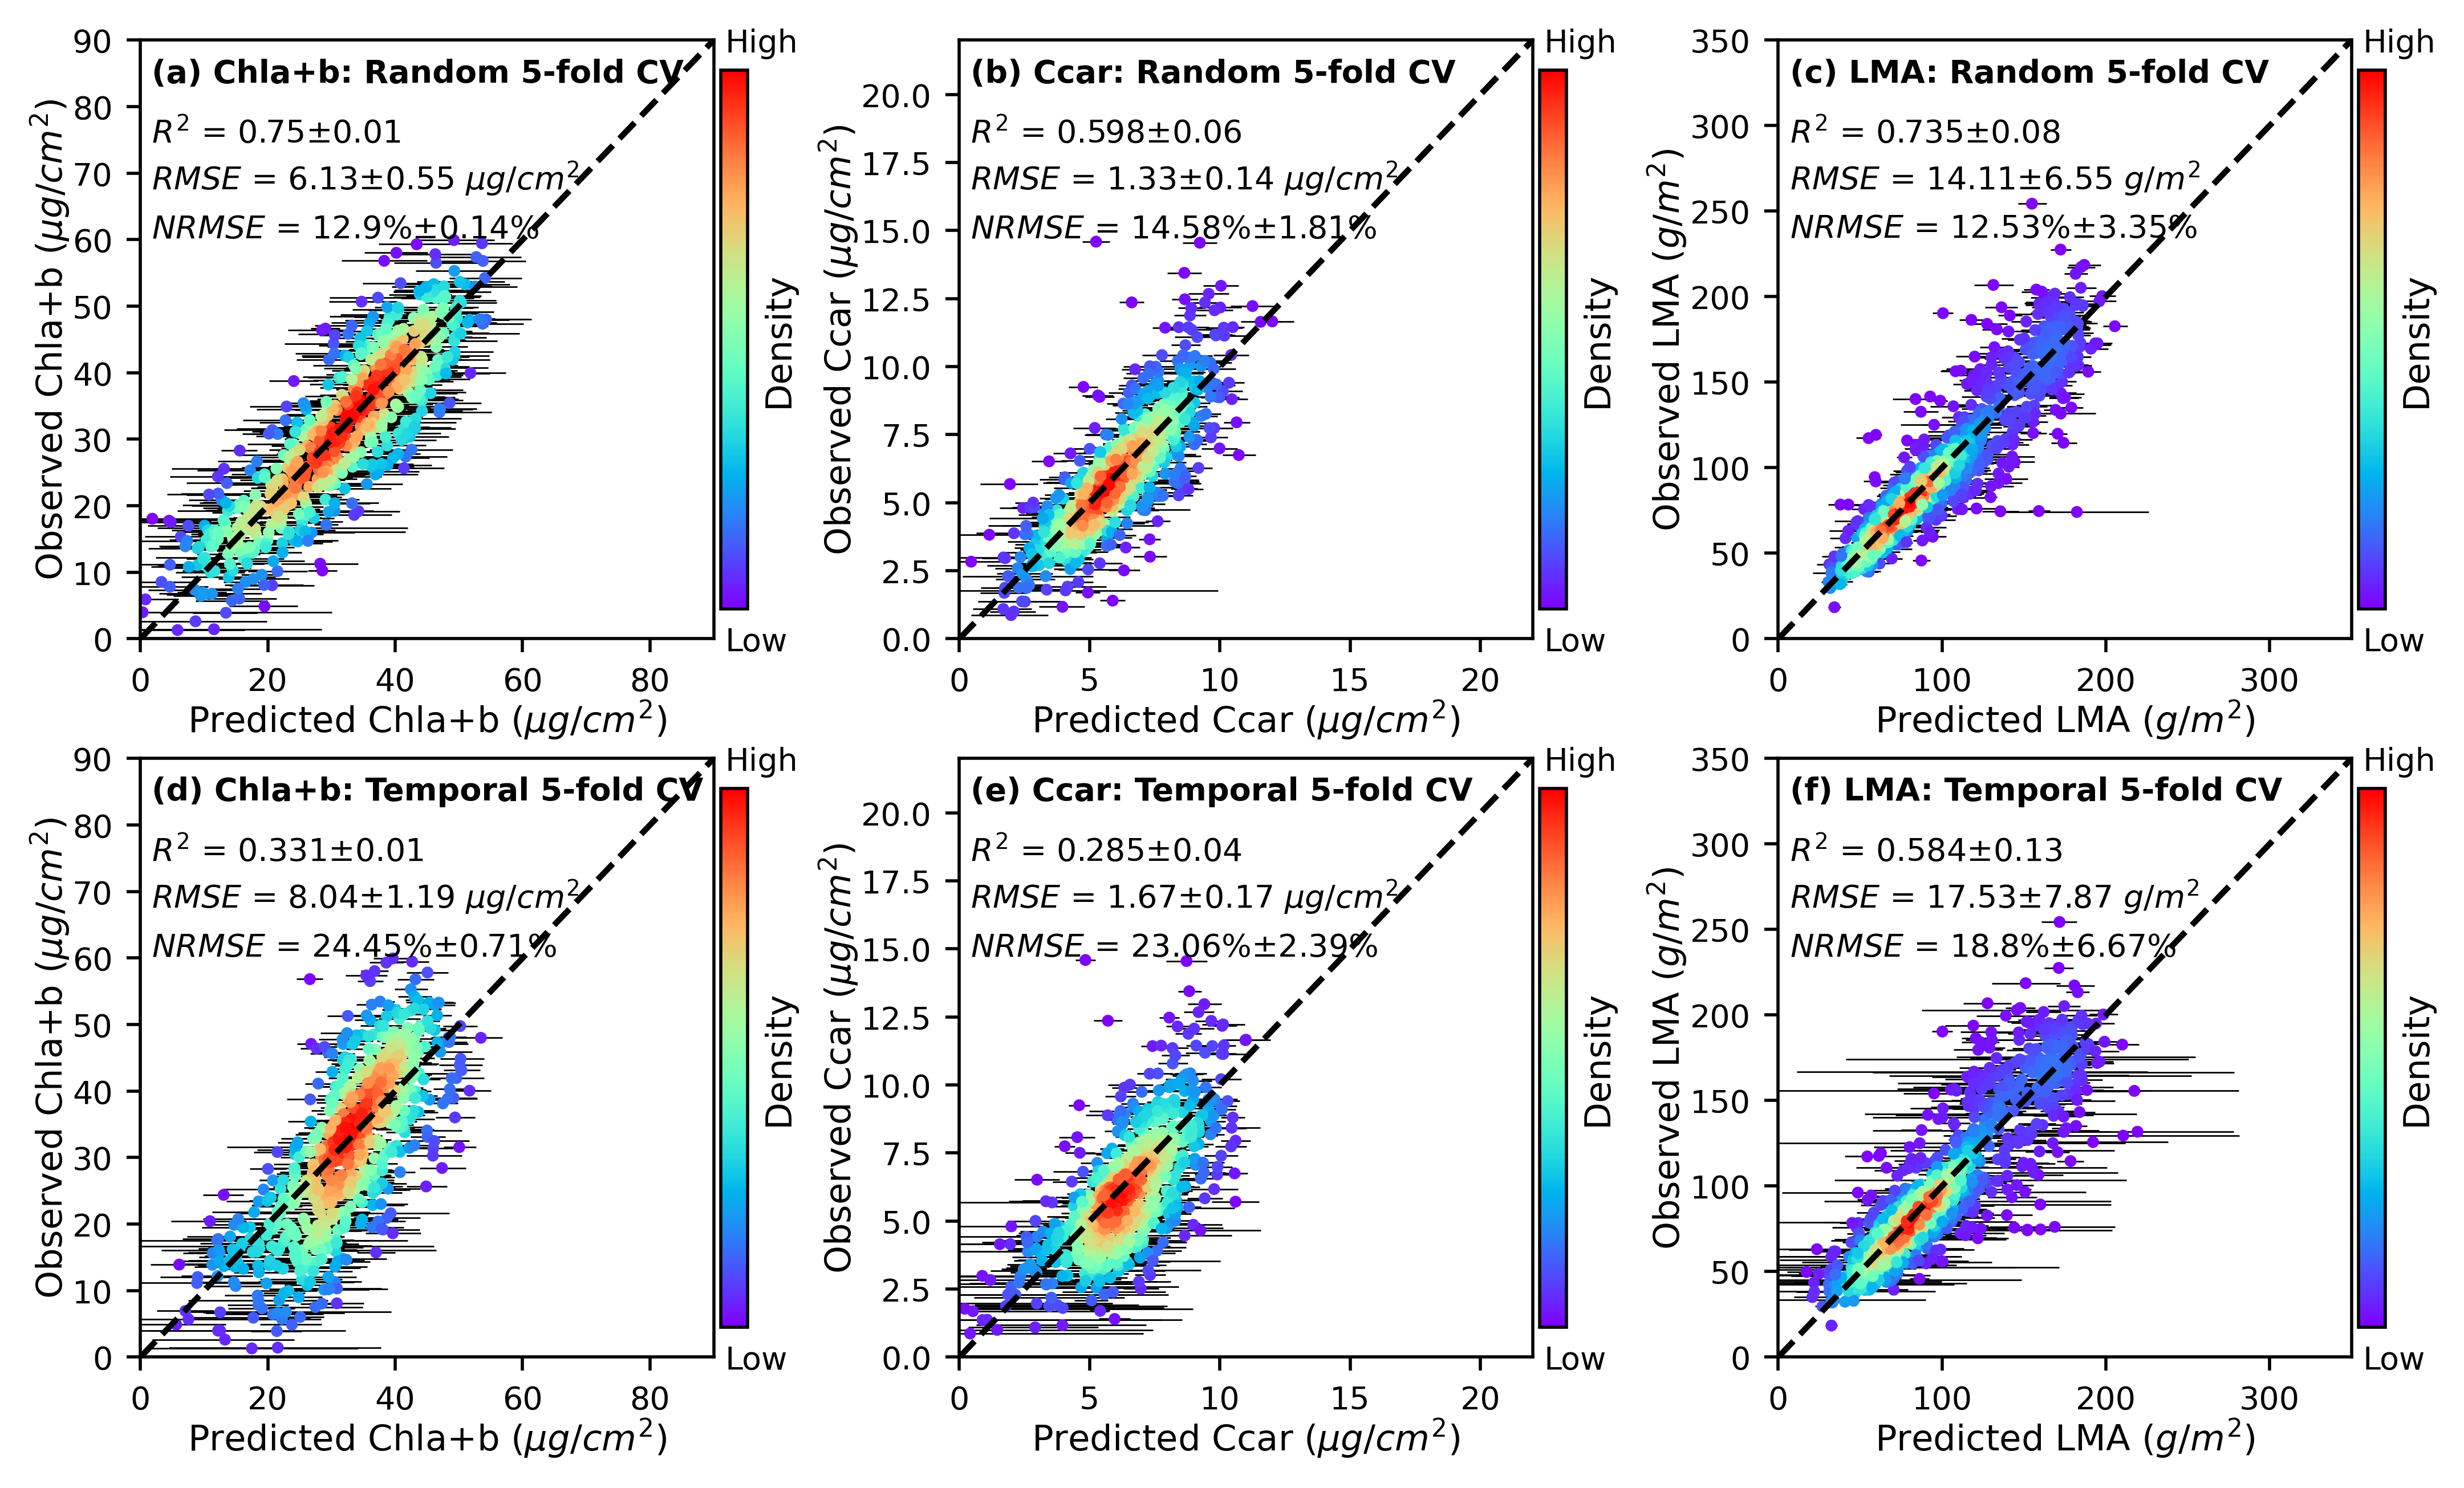 (a) Chla+b: Random 5-fold CV
R² = 0.75±0.01
RMSE = 6.13±0.55 μg/cm²
NRMSE = 12.9%±0.14%
Observed Chla+b (μg/cm²)
90
80
70
60
50
40
30
20
10
0
0 20 40 60 80
Predicted Chla+b (μg/cm²)
High
Density
Low
(b) Ccar: Random 5-fold CV
R² = 0.598±0.06
RMSE = 1.33±0.14 μg/cm²
NRMSE = 14.58%±1.81%
Observed Ccar (μg/cm²)
20.0
17.5
15.0
12.5
10.0
7.5
5.0
2.5
0.0
0 5 10 15 20
Predicted Ccar (μg/cm²)
High
Density
Low
(c) LMA: Random 5-fold CV
R² = 0.735±0.08
RMSE = 14.11±6.55 g/m²
NRMSE = 12.53%±3.35%
Observed LMA (g/m²)
350
300
250
200
150
100
50
0
0 100 200 300
Predicted LMA (g/m²)
High
Density
Low
(d) Chla+b: Temporal 5-fold CV
R² = 0.331±0.01
RMSE = 8.04±1.19 μg/cm²
NRMSE = 24.45%±0.71%
Observed Chla+b (μg/cm²)
90
80
70
60
50
40
30
20
10
0
0 20 40 60 80
Predicted Chla+b (μg/cm²)
High
Density
Low
(e) Ccar: Temporal 5-fold CV
R² = 0.285±0.04
RMSE = 1.67±0.17 μg/cm²
NRMSE = 23.06%±2.39%
Observed Ccar (μg/cm²)
20.0
17.5
15.0
12.5
10.0
7.5
5.0
2.5
0.0
0 5 10 15 20
Predicted Ccar (μg/cm²)
High
Density
Low
(f) LMA: Temporal 5-fold CV
R² = 0.584±0.13
RMSE = 17.53±7.87 g/m²
NRMSE = 18.8%±6.67%
Observed LMA (g/m²)
350
300
250
200
150
100
50
0
0 100 200 300
Predicted LMA (g/m²)
High
Density
Low